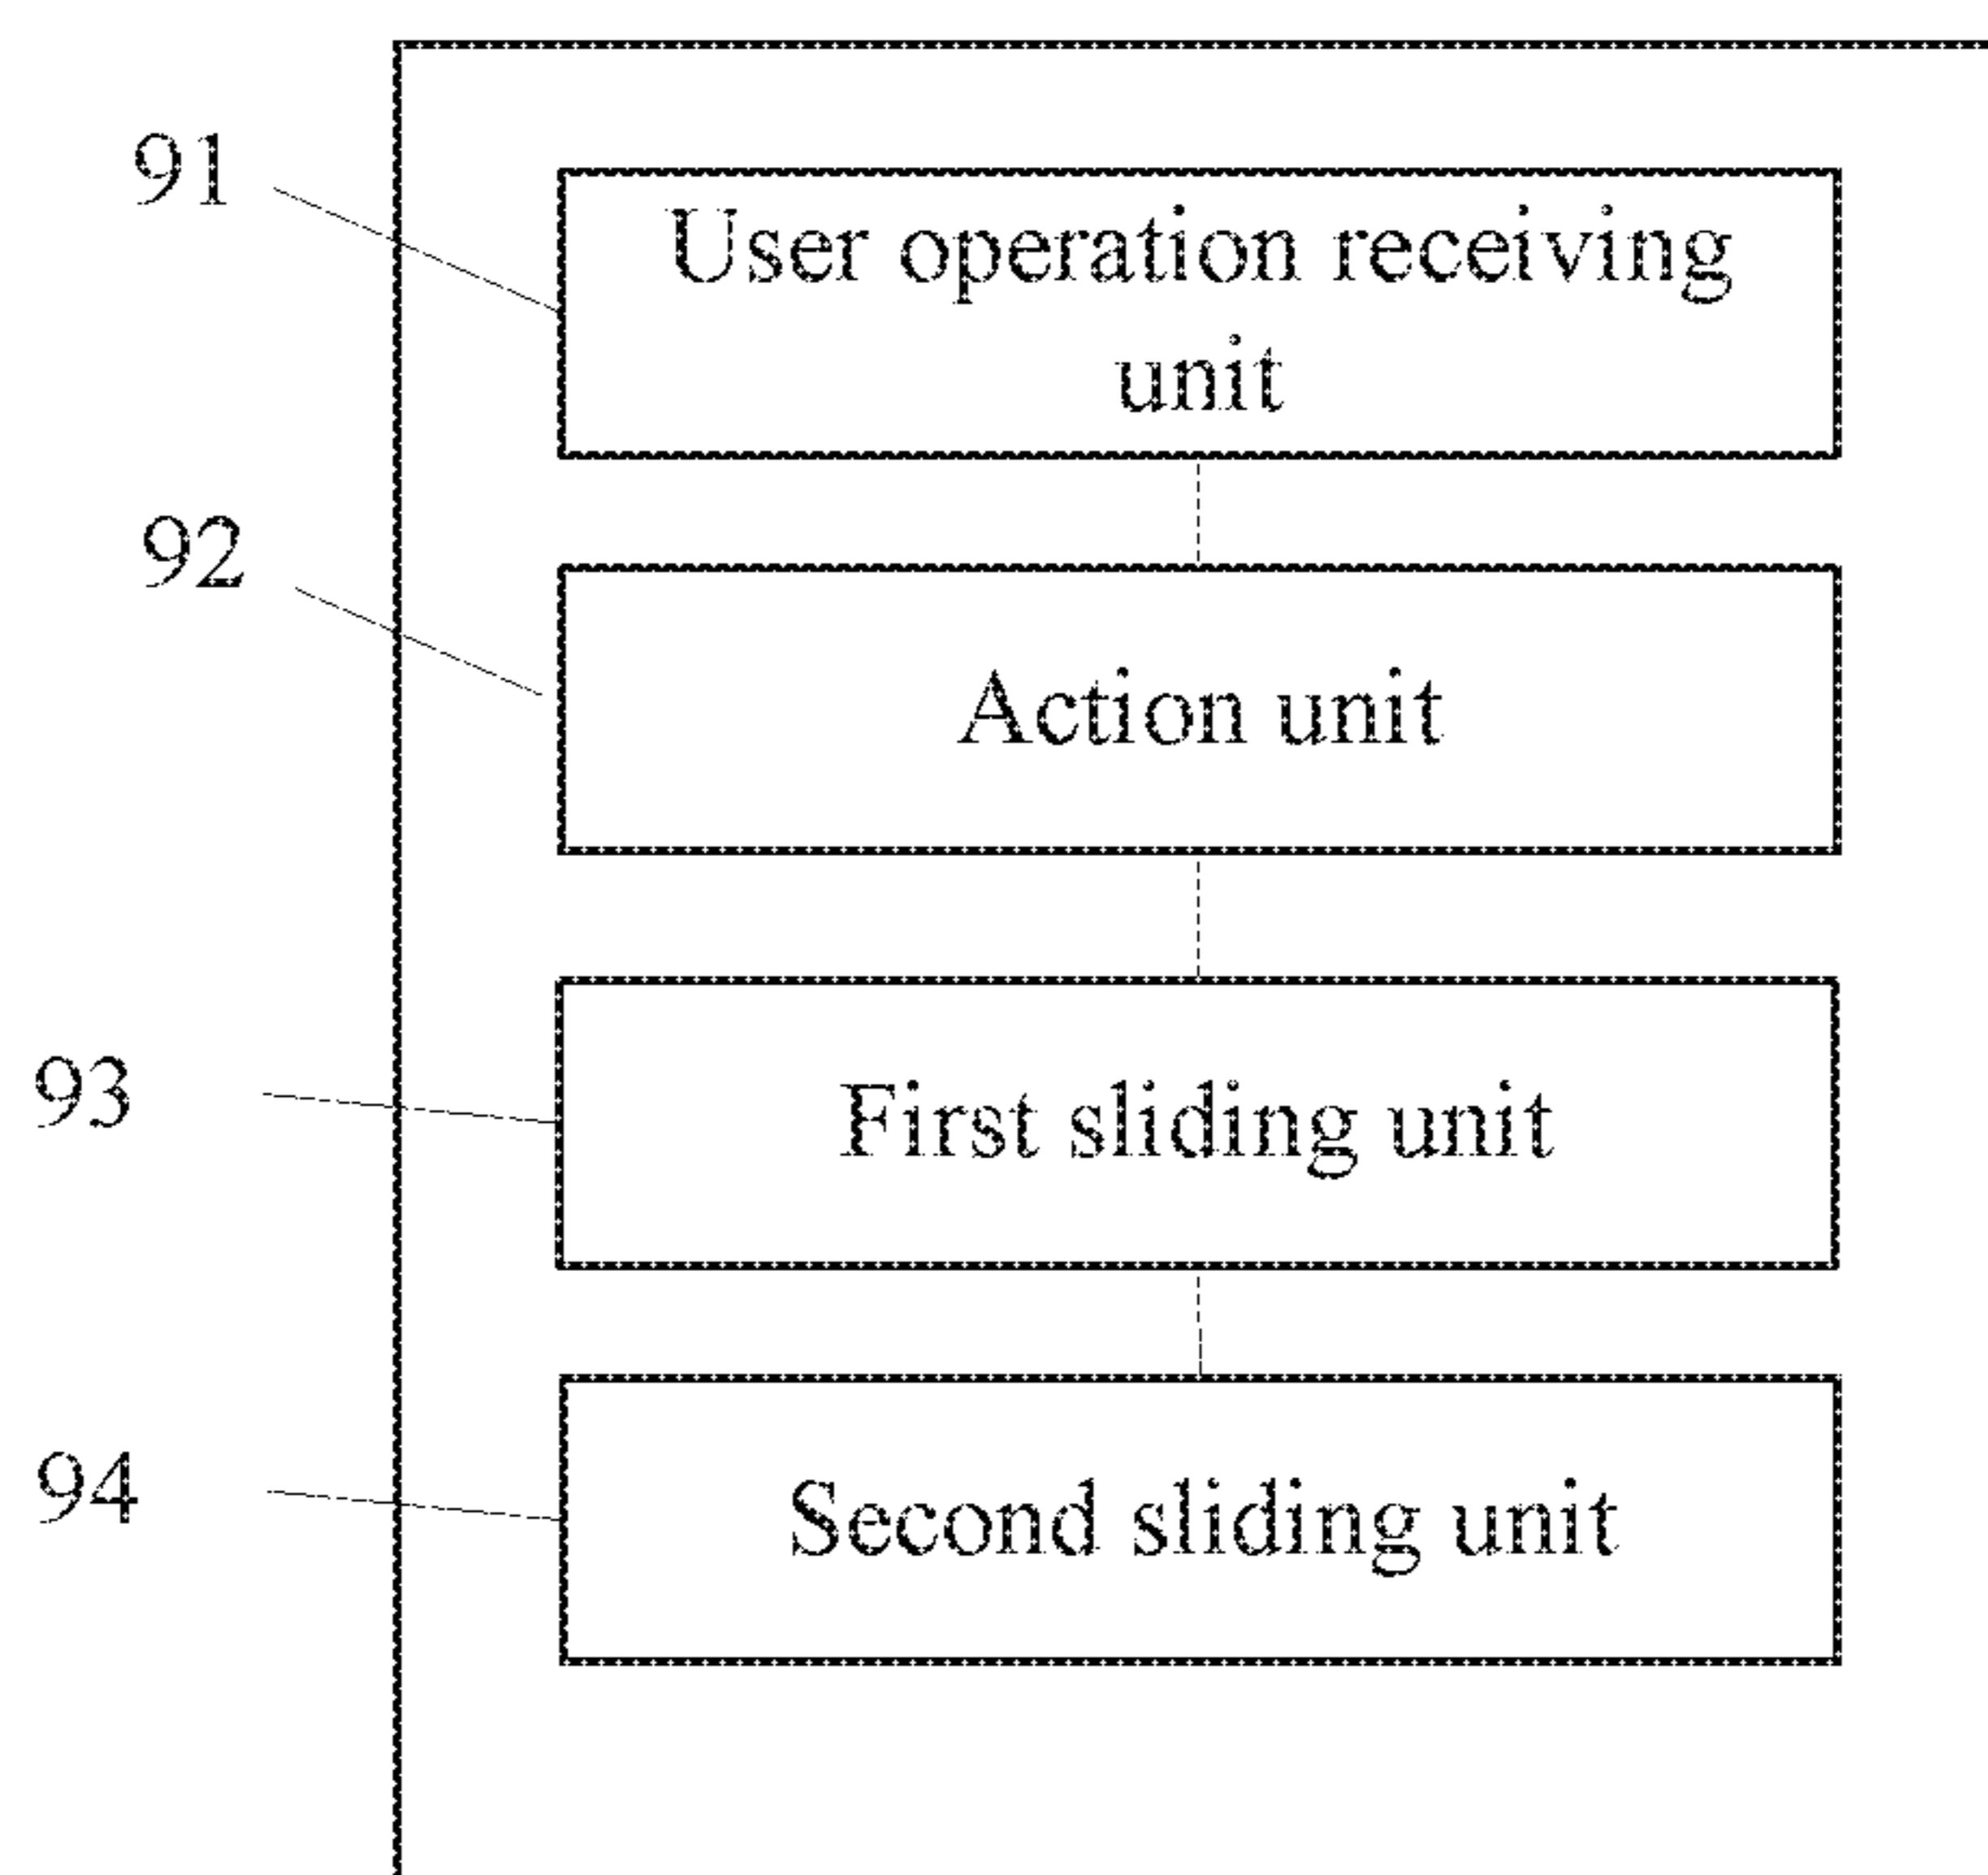 91
User operation receiving
unit
92
Action unit
93
First sliding unit
94
Second sliding unit